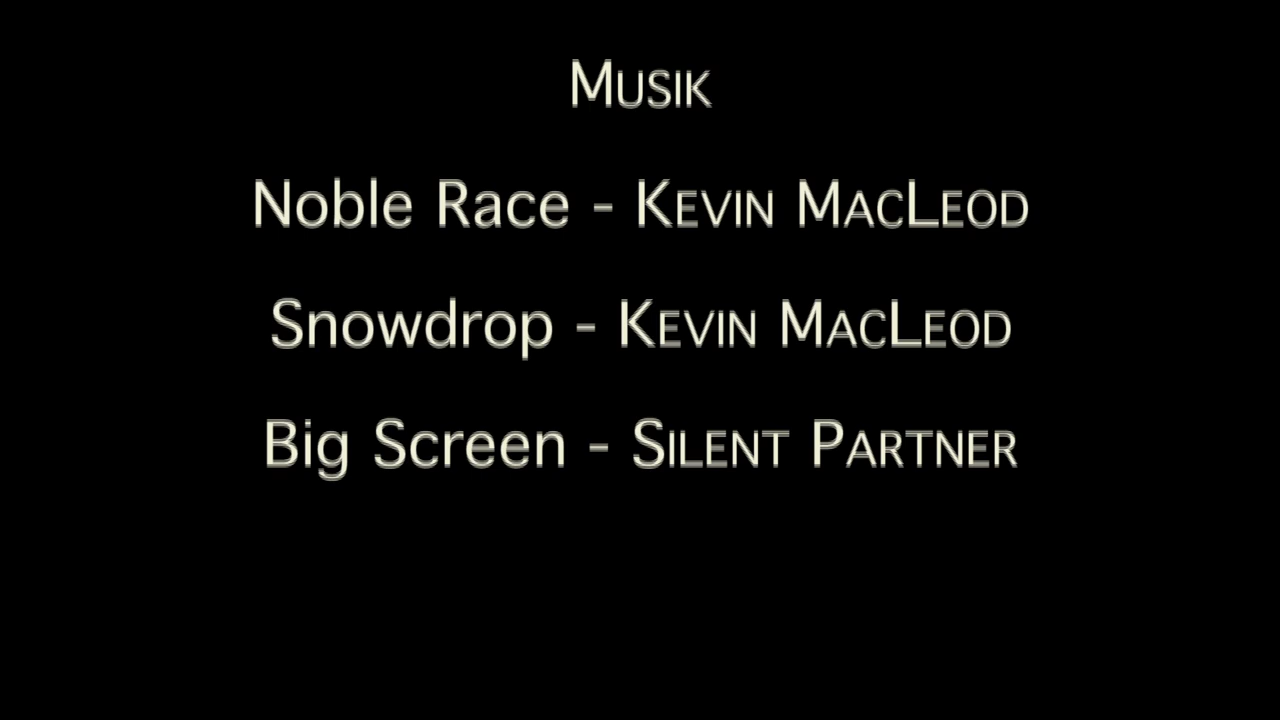 Musik
Noble Race - Kevin MacLeod
Snowdrop - Kevin MacLeod
Big Screen - Silent Partner